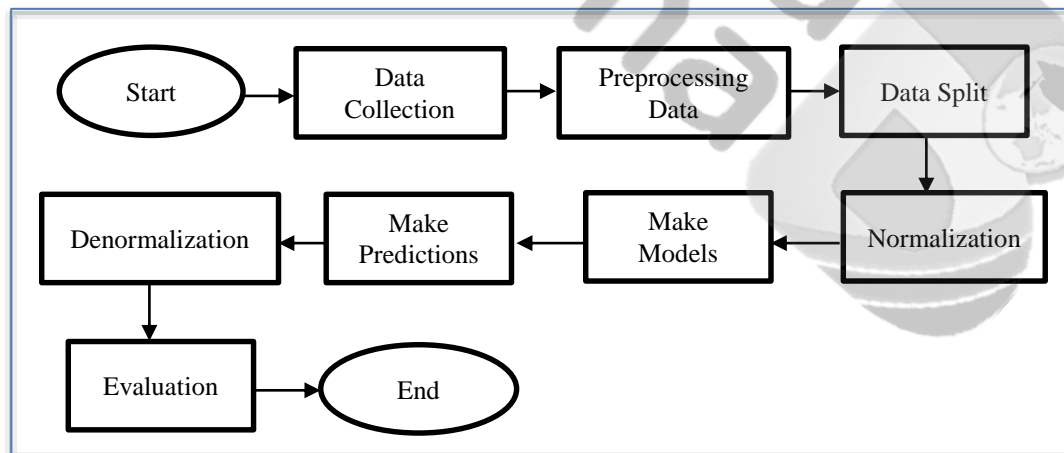 Start
Data
Collection
Preprocessing
Data
Data Split
Normalization
Make
Models
Make
Predictions
Denormalization
Evaluation
End